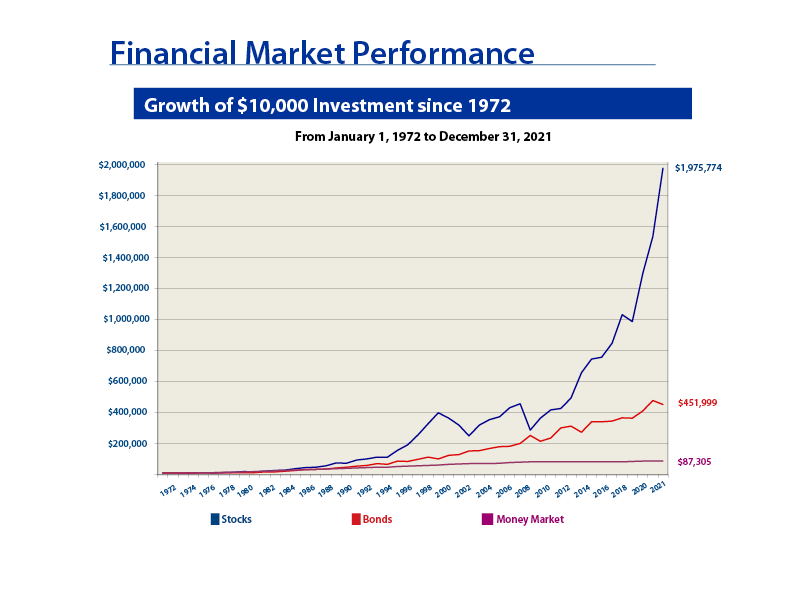 Financial Market Performance
Growth of $10,000 Investment since 1972
From January 1, 1972 to December 31, 2021
$2,000,000
$1,975,774
$1,800,000
$1,600,000
$1,400,000
$1,200,000
$1,000,000
$800,000
$600,000
$451,999
$400,000
$200,000
$87,305
1972 1974 1976 1978 1980 1982 1984 1986 1988 1990 1992 1994 1996 1998 2000 2002 2004 2006 2008 2010 2012 2014 2016 2018 2020 2021
Stocks Bonds Money Market